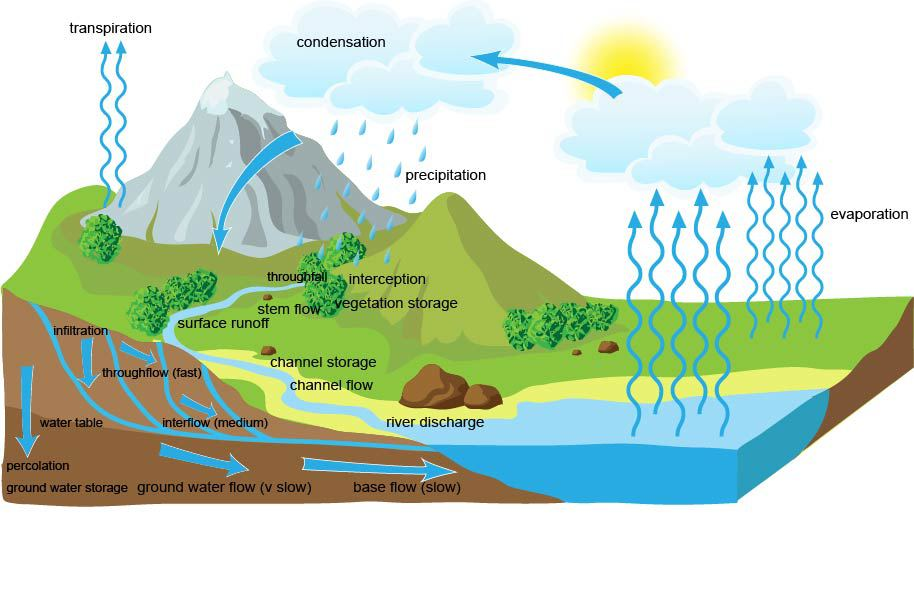 transpiration
condensation
precipitation
evaporation
throughfall
interception
stem flow
vegetation storage
surface runoff
infiltration
channel storage
throughflow (fast)
channel flow
water table
interflow (medium)
river discharge
percolation
ground water storage
ground water flow (v slow)
base flow (slow)